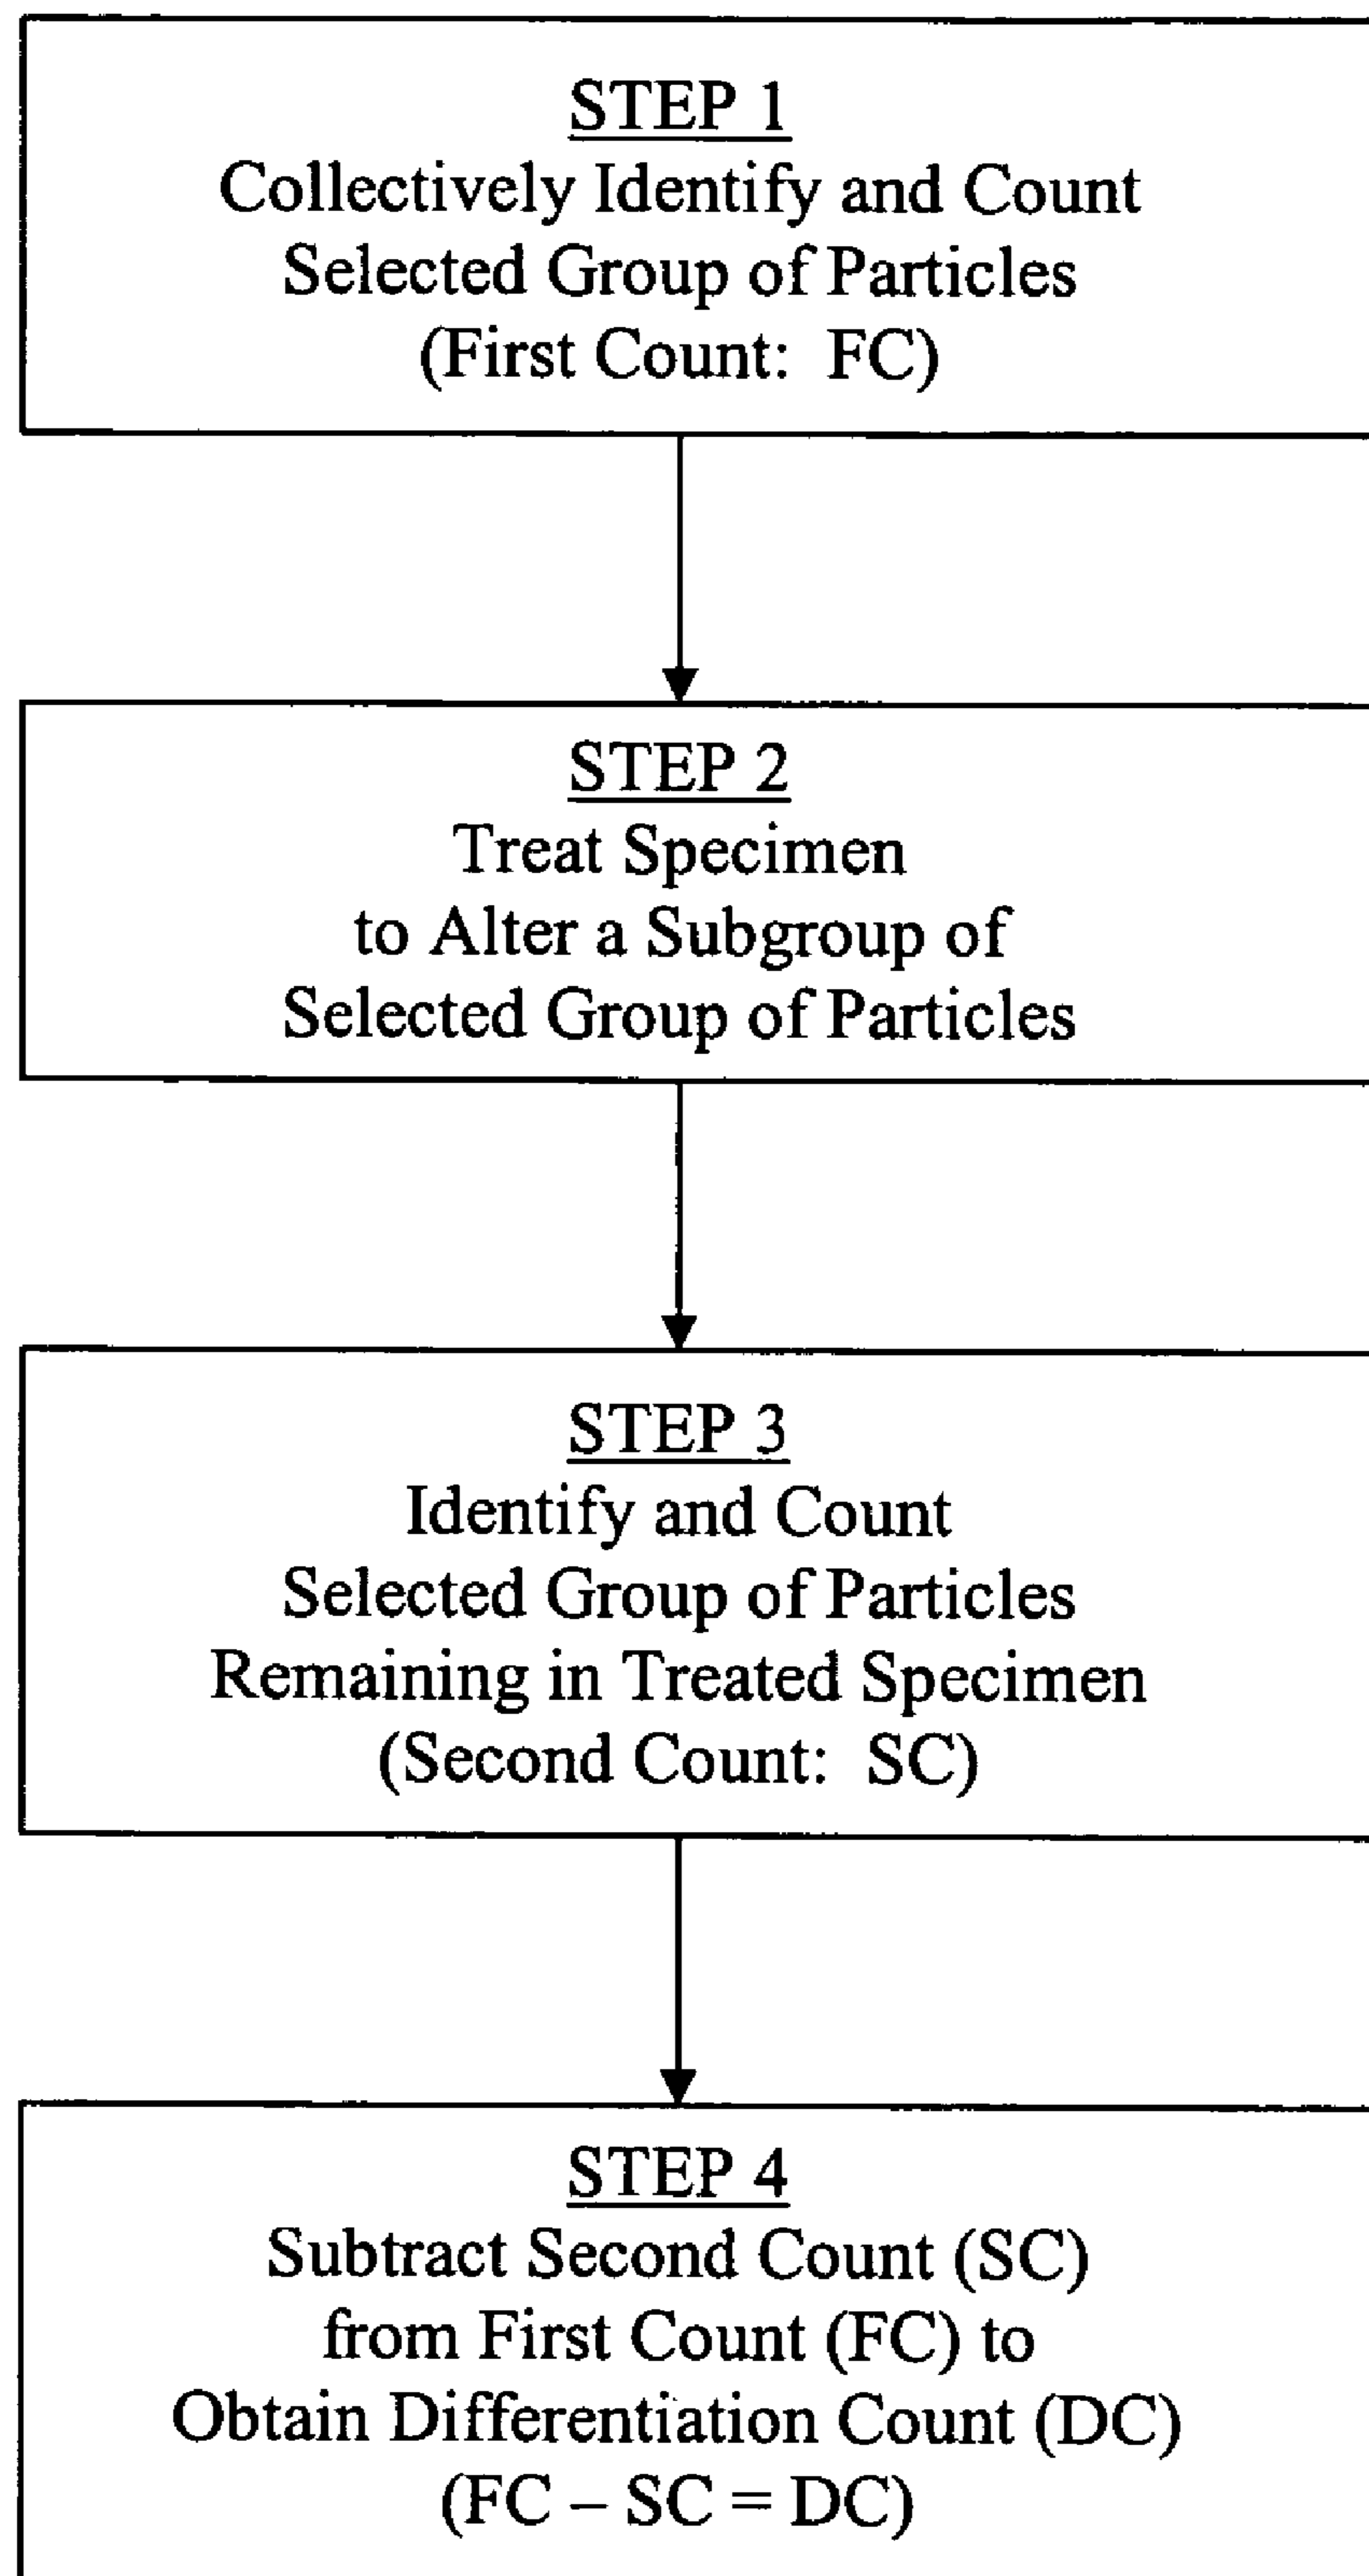 STEP 1
Collectively Identify and Count
Selected Group of Particles
(First Count:  FC)
STEP 2
Treat Specimen
to Alter a Subgroup of
Selected Group of Particles
STEP 3
Identify and Count
Selected Group of Particles
Remaining in Treated Specimen
(Second Count:  SC)
STEP 4
Subtract Second Count (SC)
from First Count (FC) to
Obtain Differentiation Count (DC)
(FC – SC = DC)